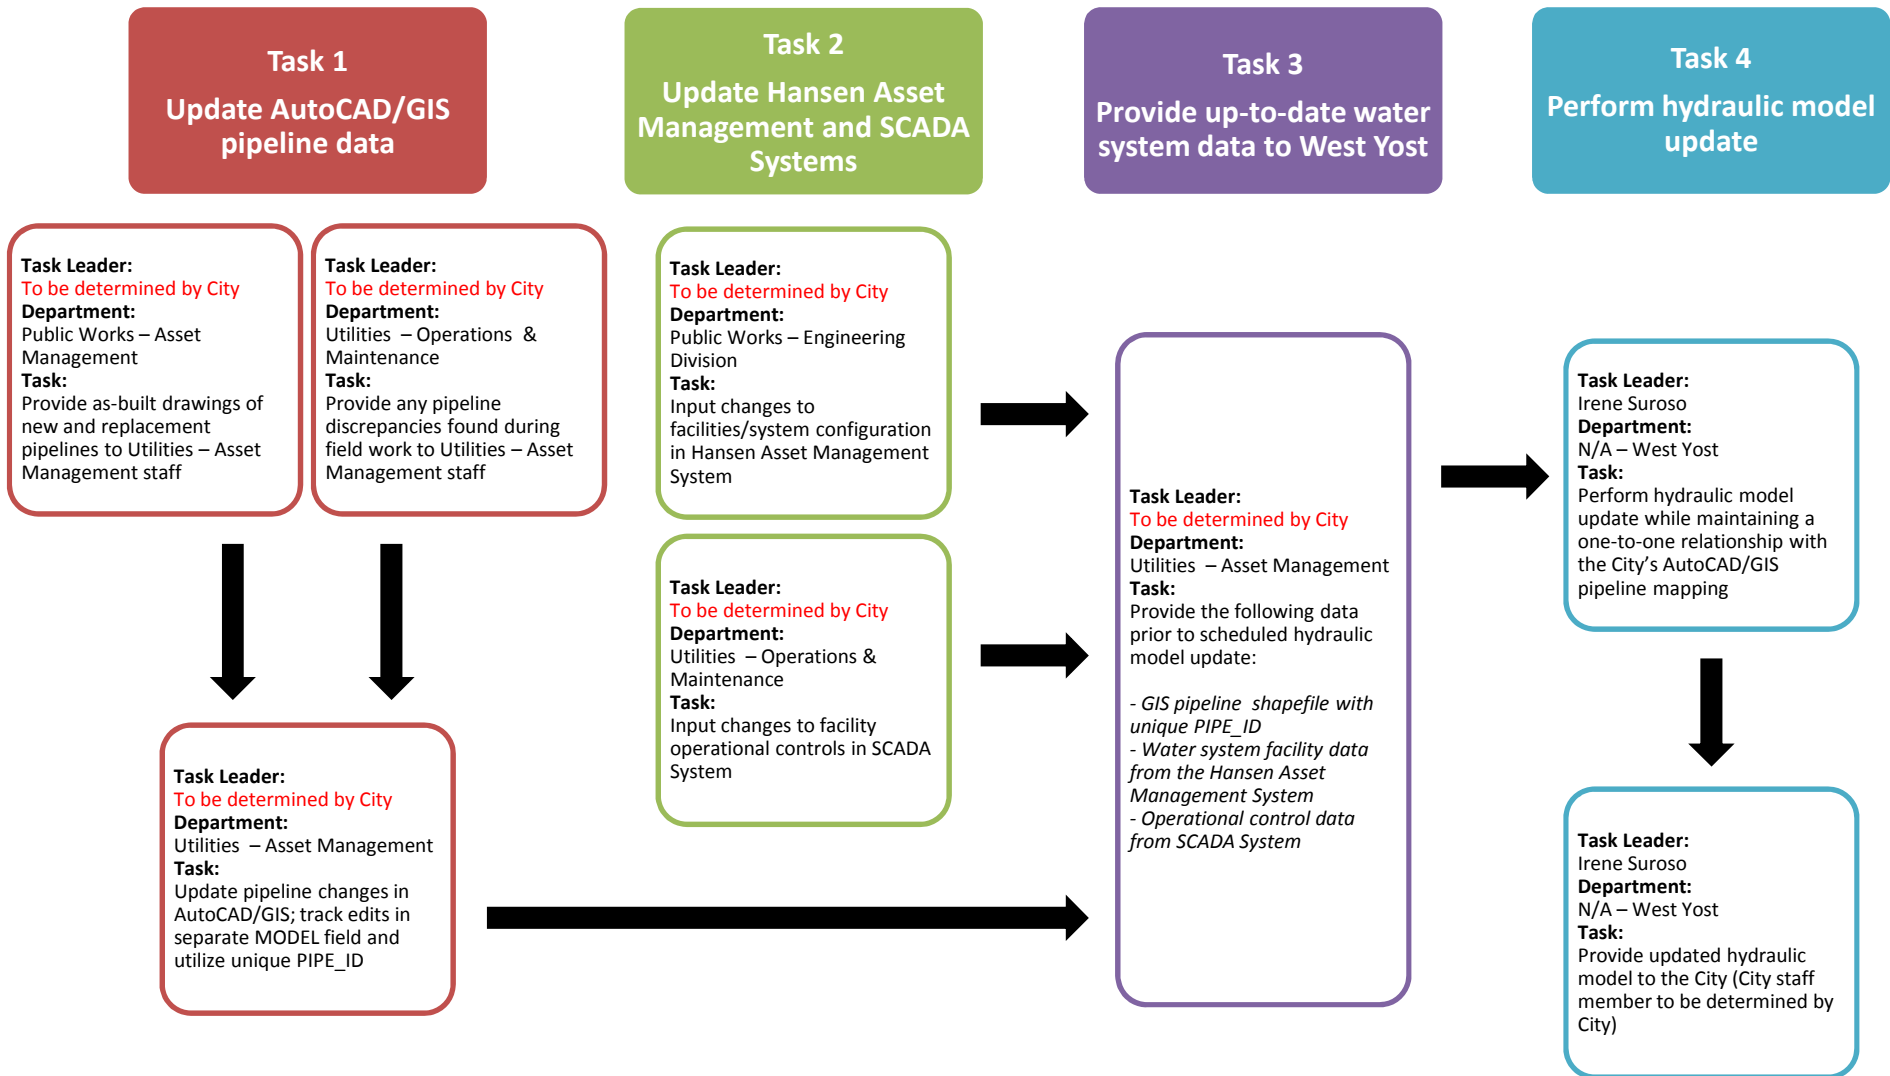 Task 1
Update AutoCAD/GIS
pipeline data
Task 2
Update Hansen Asset
Management and SCADA
Systems
Task 3
Provide up-to-date water
system data to West Yost
Task 4
Perform hydraulic model
update
Task Leader:
To be determined by City
Department:
Public Works – Asset
Management
Task:
Provide as-built drawings of
new and replacement
pipelines to Utilities – Asset
Management staff
Task Leader:
To be determined by City
Department:
Utilities – Operations &
Maintenance
Task:
Provide any pipeline
discrepancies found during
field work to Utilities – Asset
Management staff
Task Leader:
To be determined by City
Department:
Utilities – Asset Management
Task:
Update pipeline changes in
AutoCAD/GIS; track edits in
separate MODEL field and
utilize unique PIPE_ID
Task Leader:
To be determined by City
Department:
Public Works – Engineering
Division
Task:
Input changes to
facilities/system configuration
in Hansen Asset Management
System
Task Leader:
To be determined by City
Department:
Utilities – Operations &
Maintenance
Task:
Input changes to facility
operational controls in SCADA
System
Task Leader:
To be determined by City
Department:
Utilities – Asset Management
Task:
Provide the following data
prior to scheduled hydraulic
model update:
- GIS pipeline shapefile with
unique PIPE_ID
- Water system facility data
from the Hansen Asset
Management System
- Operational control data
from SCADA System
Task Leader:
Irene Suroso
Department:
N/A – West Yost
Task:
Perform hydraulic model
update while maintaining a
one-to-one relationship with
the City's AutoCAD/GIS
pipeline mapping
Task Leader:
Irene Suroso
Department:
N/A – West Yost
Task:
Provide updated hydraulic
model to the City (City staff
member to be determined by
City)